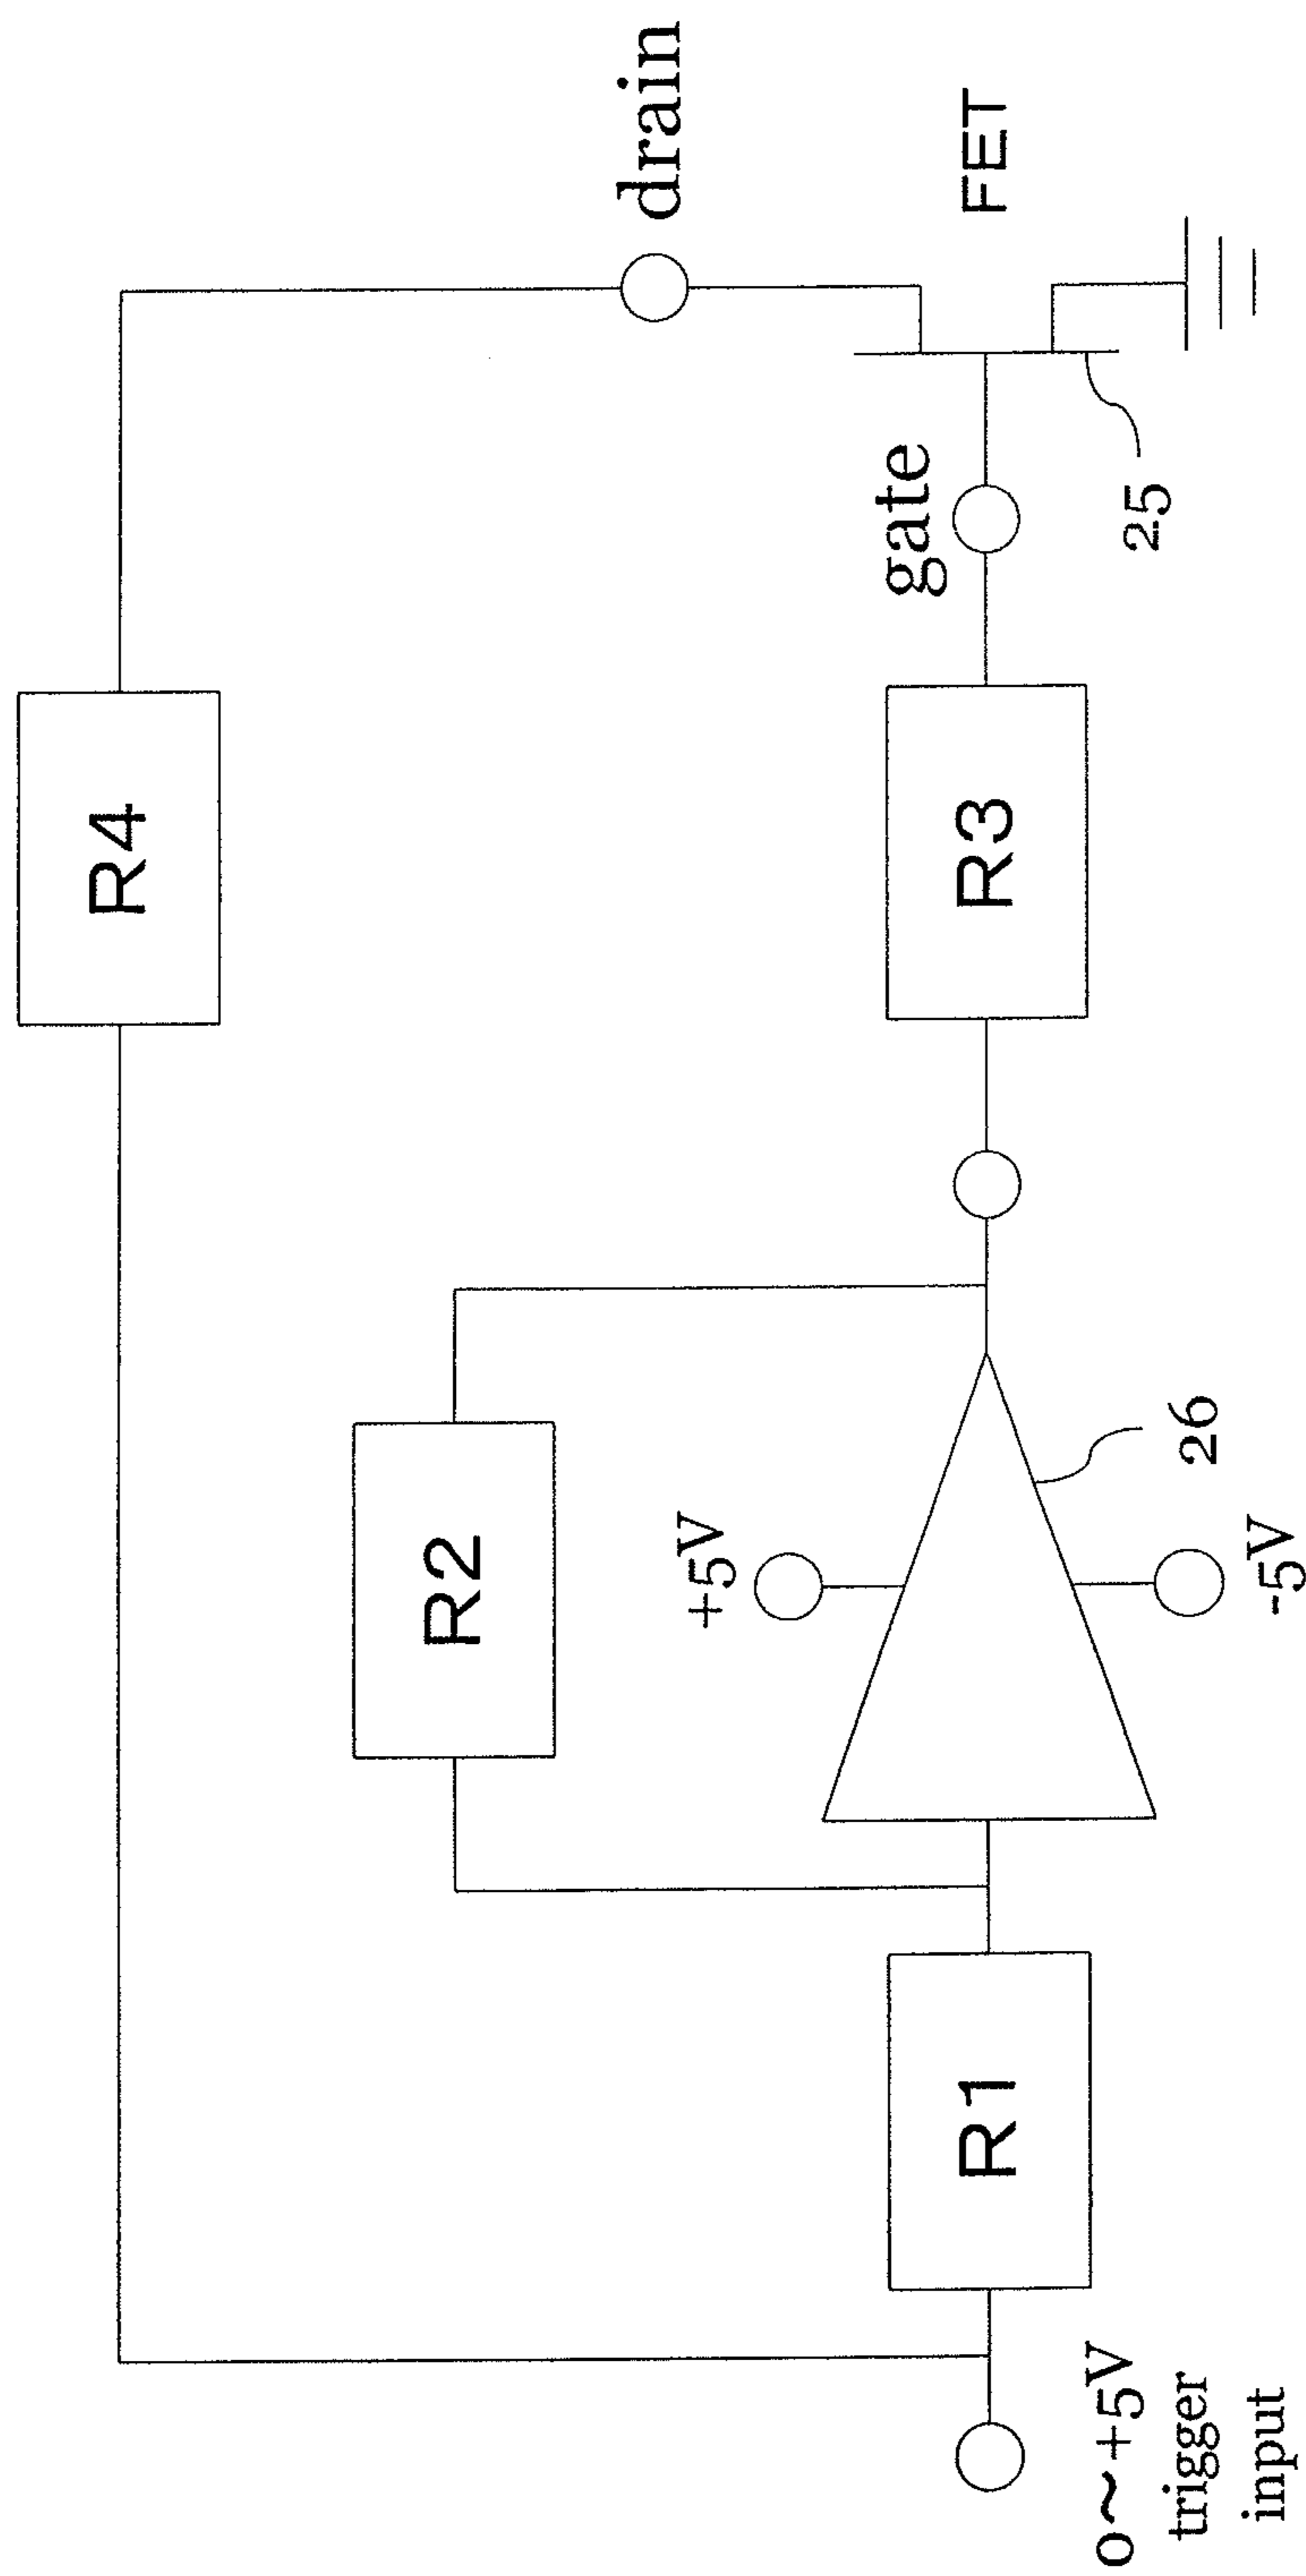 R4
drain
R2
+5V
gate
FET
R1
R3
26
25
-5V
0~+5V
trigger
input